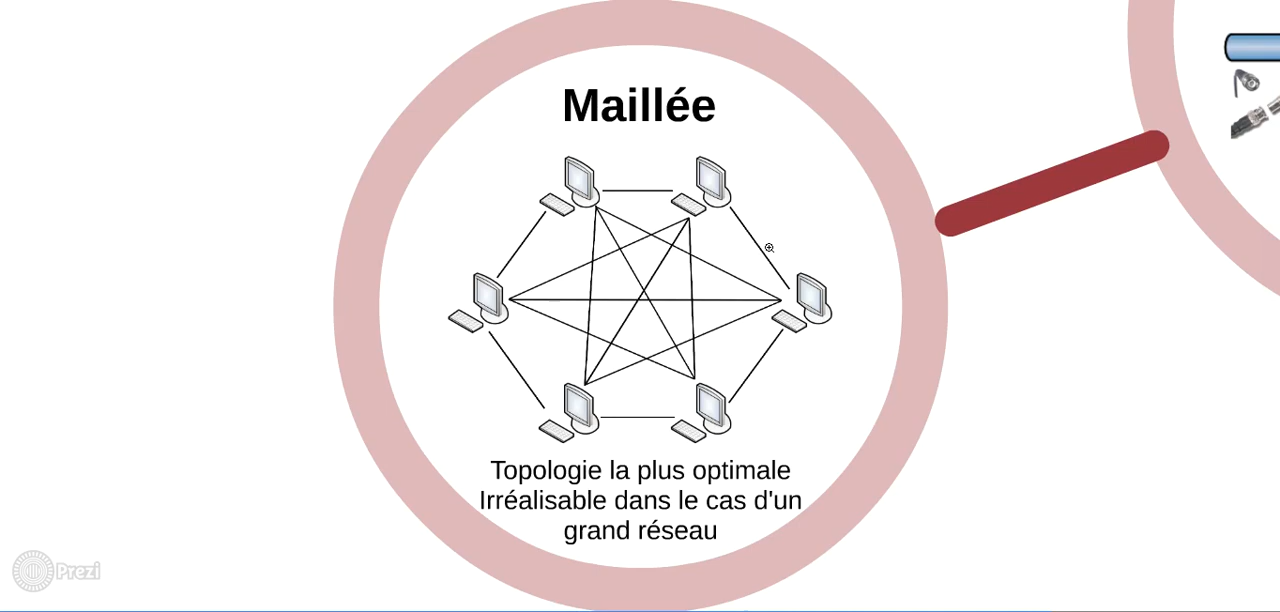 Maillée
Topologie la plus optimale
Irréalisable dans le cas d'un
grand réseau
Prezi